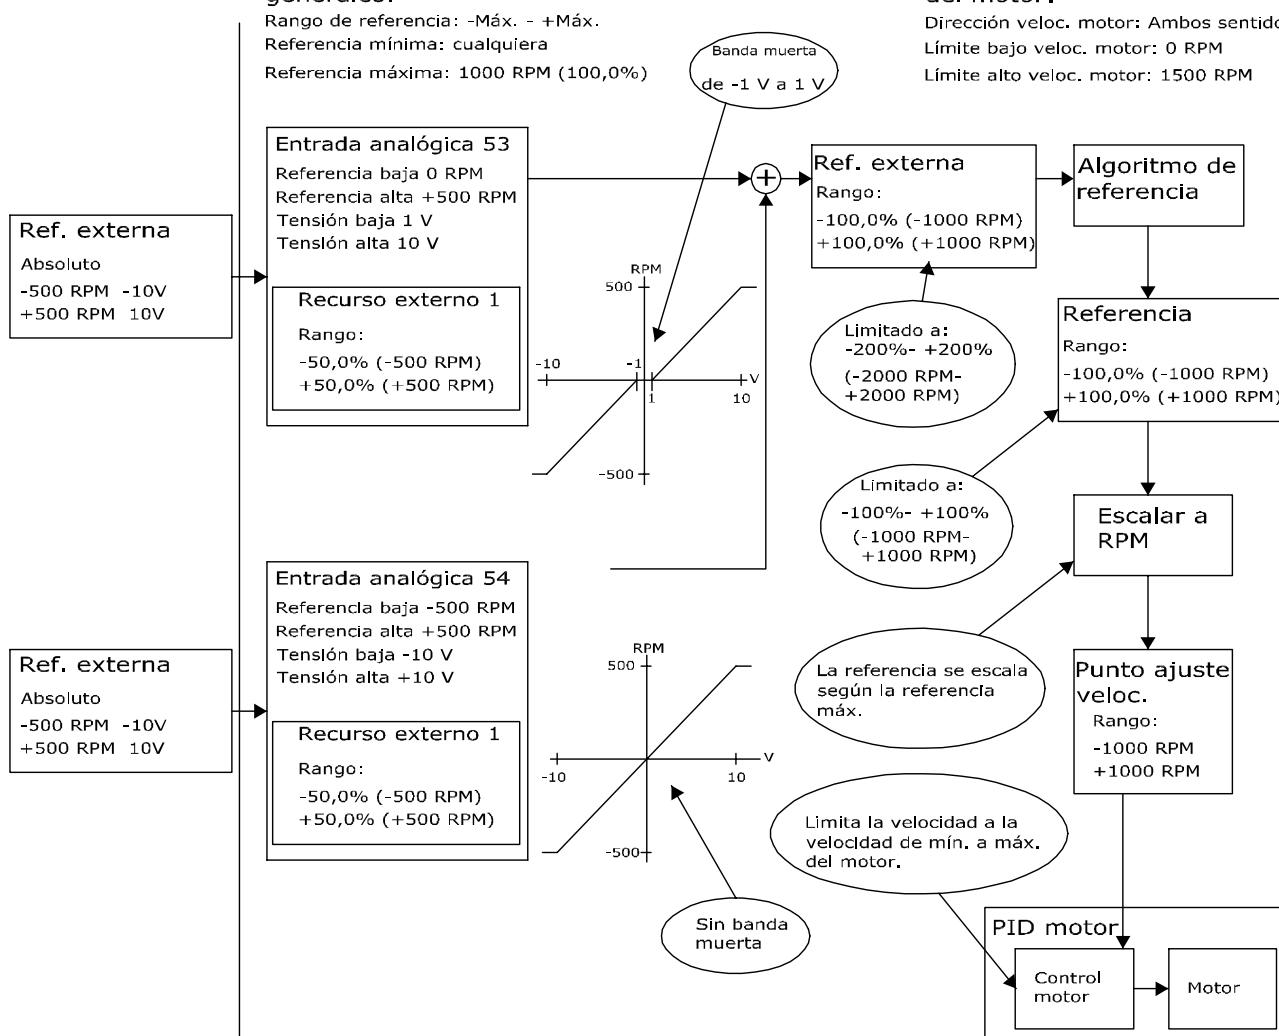 generales:
Rango de referencia: -Máx. - +Máx.
Referencia mínima: cualquiera
Referencia máxima: 1000 RPM (100,0%)
del motor:
Dirección veloc. motor: Ambos sentido
Límite bajo veloc. motor: 0 RPM
Límite alto veloc. motor: 1500 RPM
Banda muerta
de -1 V a 1 V
Ref. externa
Absoluto
-500 RPM -10V
+500 RPM 10V
Entrada analógica 53
Referencia baja 0 RPM
Referencia alta +500 RPM
Tensión baja 1 V
Tensión alta 10 V
Recurso externo 1
Rango:
-50,0% (-500 RPM)
+50,0% (+500 RPM)
RPM
500
-10
-1
V
1
10
-500
Ref. externa
Rango:
-100,0% (-1000 RPM)
+100,0% (+1000 RPM)
Algoritmo de
referencia
Limitado a:
-200%- +200%
(-2000 RPM-
+2000 RPM)
Referencia
Rango:
-100,0% (-1000 RPM)
+100,0% (+1000 RPM)
Limitado a:
-100%- +100%
(-1000 RPM-
+1000 RPM)
Escalar a
RPM
Ref. externa
Absoluto
-500 RPM -10V
+500 RPM 10V
Entrada analógica 54
Referencia baja -500 RPM
Referencia alta +500 RPM
Tensión baja -10 V
Tensión alta +10 V
Recurso externo 1
Rango:
-50,0% (-500 RPM)
+50,0% (+500 RPM)
RPM
500
-10
10
V
-500
Sin banda
muerta
La referencia se escala
según la referencia
máx.
Punto ajuste
veloc.
Rango:
-1000 RPM
+1000 RPM
Limita la velocidad a la
velocidad de mín. a máx.
del motor.
PID motor
Control
motor
Motor